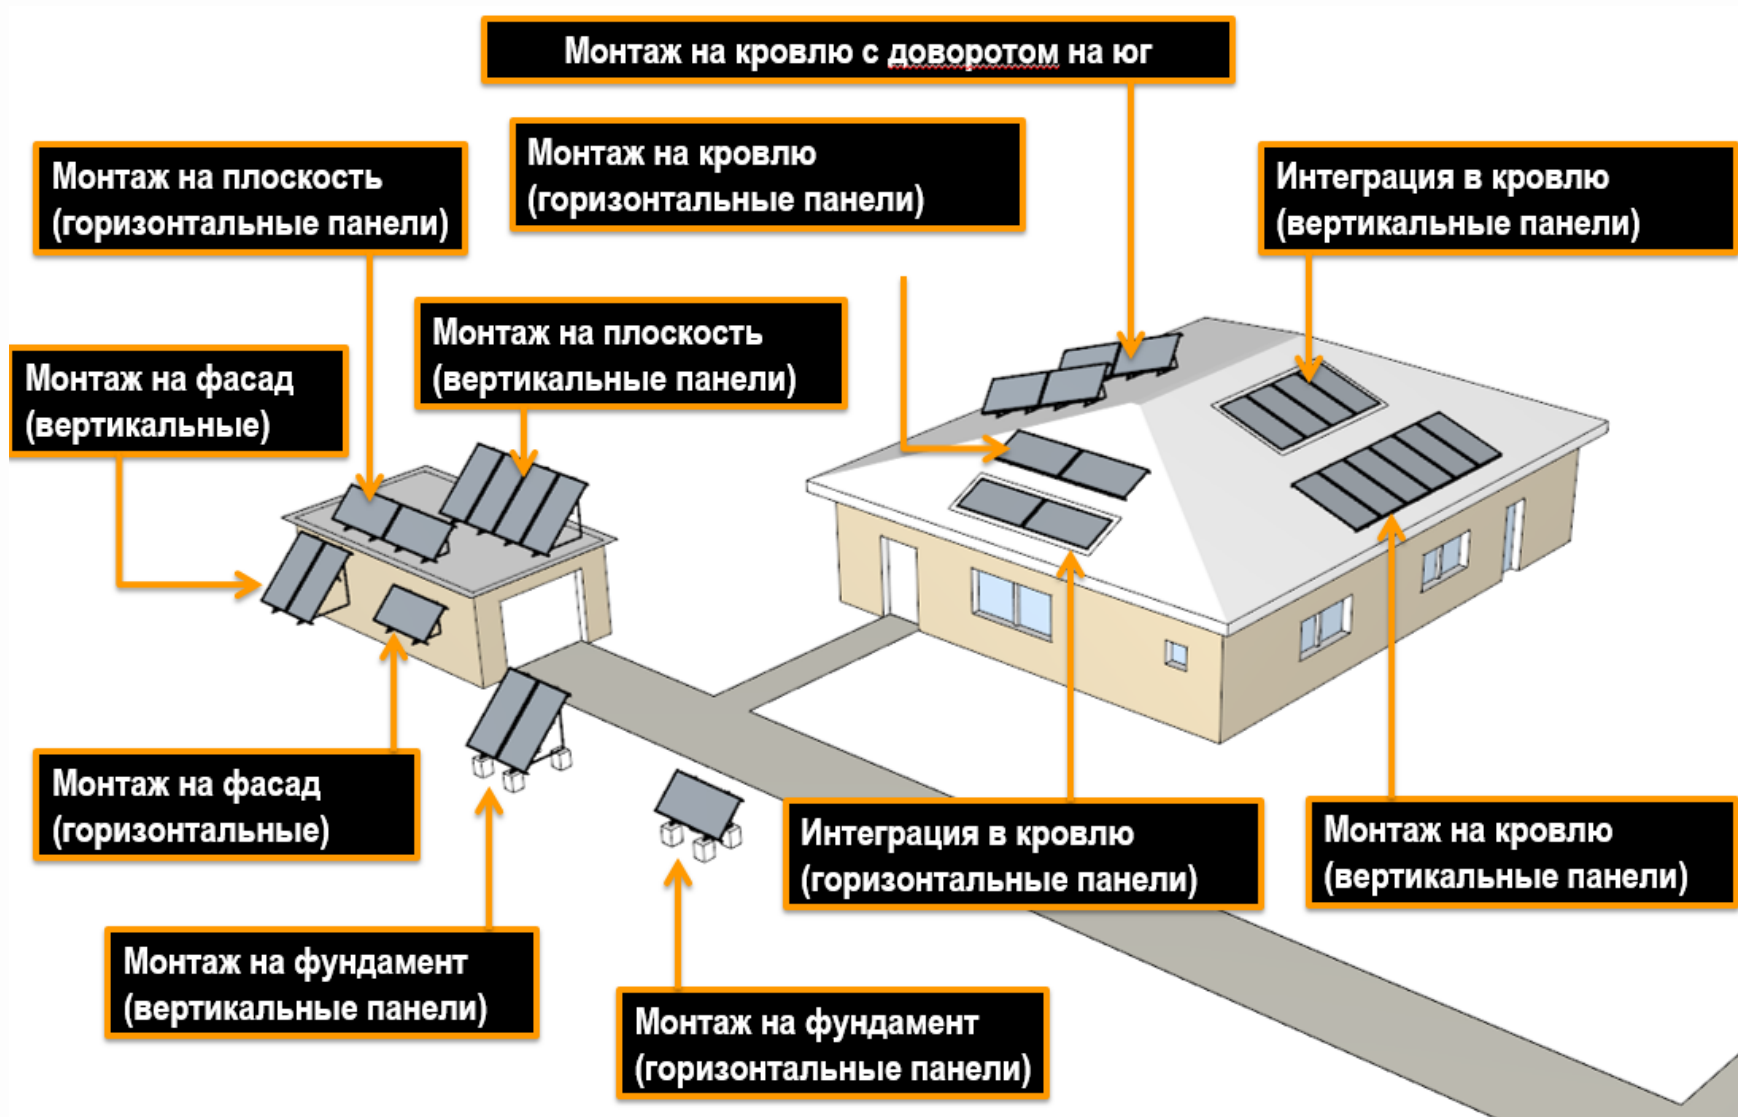 Монтаж на кровлю с доворотом на юг
Монтаж на кровлю
(горизонтальные панели)
Монтаж на плоскость
(горизонтальные панели)
Интеграция в кровлю
(вертикальные панели)
Монтаж на плоскость
(вертикальные панели)
Монтаж на фасад
(вертикальные)
Монтаж на фасад
(горизонтальные)
Интеграция в кровлю
(горизонтальные панели)
Монтаж на кровлю
(вертикальные панели)
Монтаж на фундамент
(вертикальные панели)
Монтаж на фундамент
(горизонтальные панели)